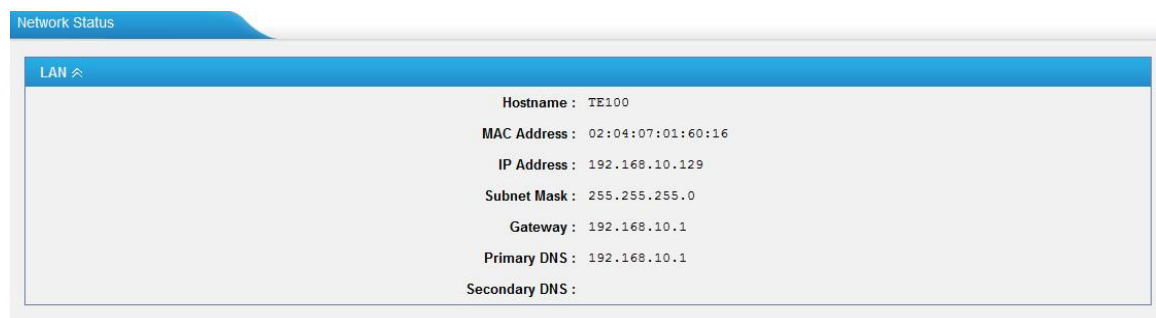 Network Status
LAN
Hostname : TE100
MAC Address : 02:04:07:01:60:16
IP Address : 192.168.10.129
Subnet Mask : 255.255.255.0
Gateway : 192.168.10.1
Primary DNS : 192.168.10.1
Secondary DNS :